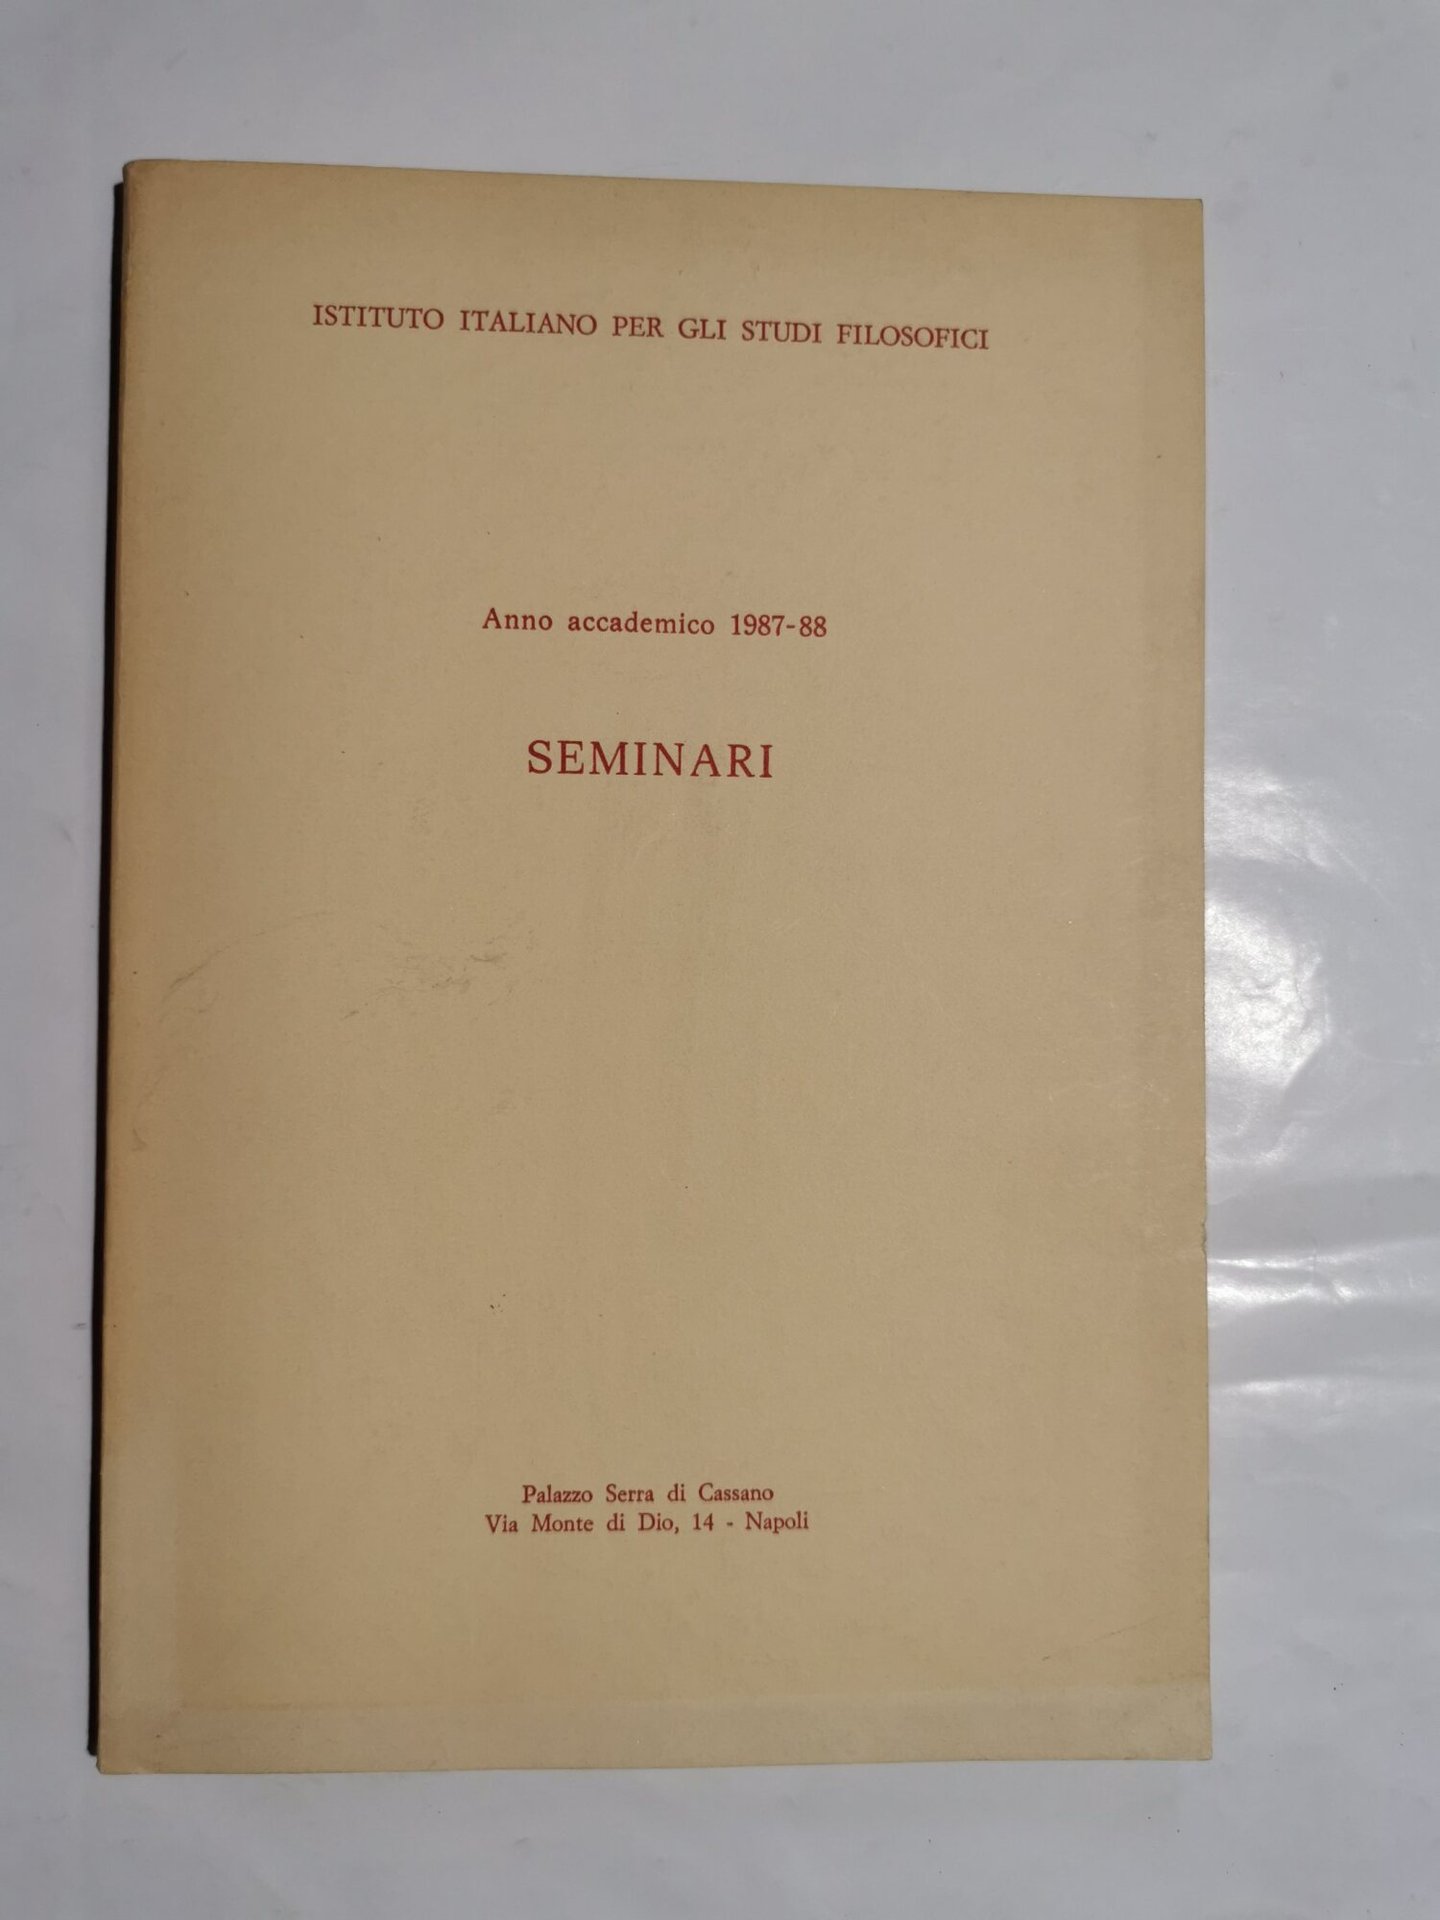 ISTITUTO ITALIANO PER GLI STUDI FILOSOFICI
Anno accademico 1987-88
SEMINARI
Palazzo Serra di Cassano
Via Monte di Dio, 14 - Napoli